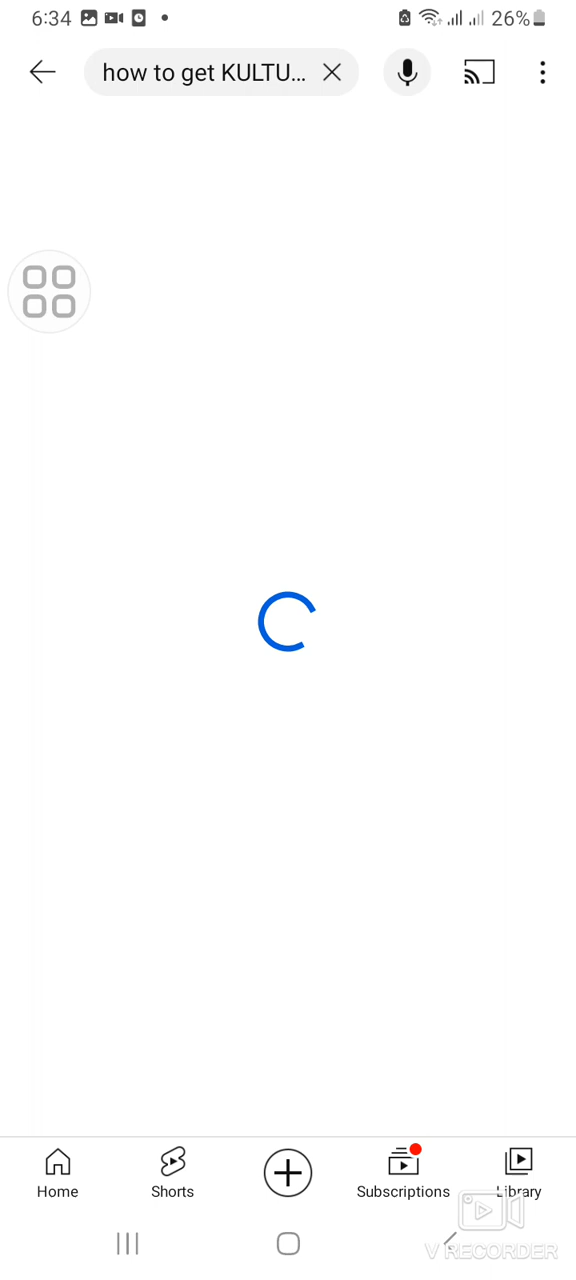 6:34
26%
how to get KULTU...
Home
Shorts
Subscriptions
Library
V RECORDER